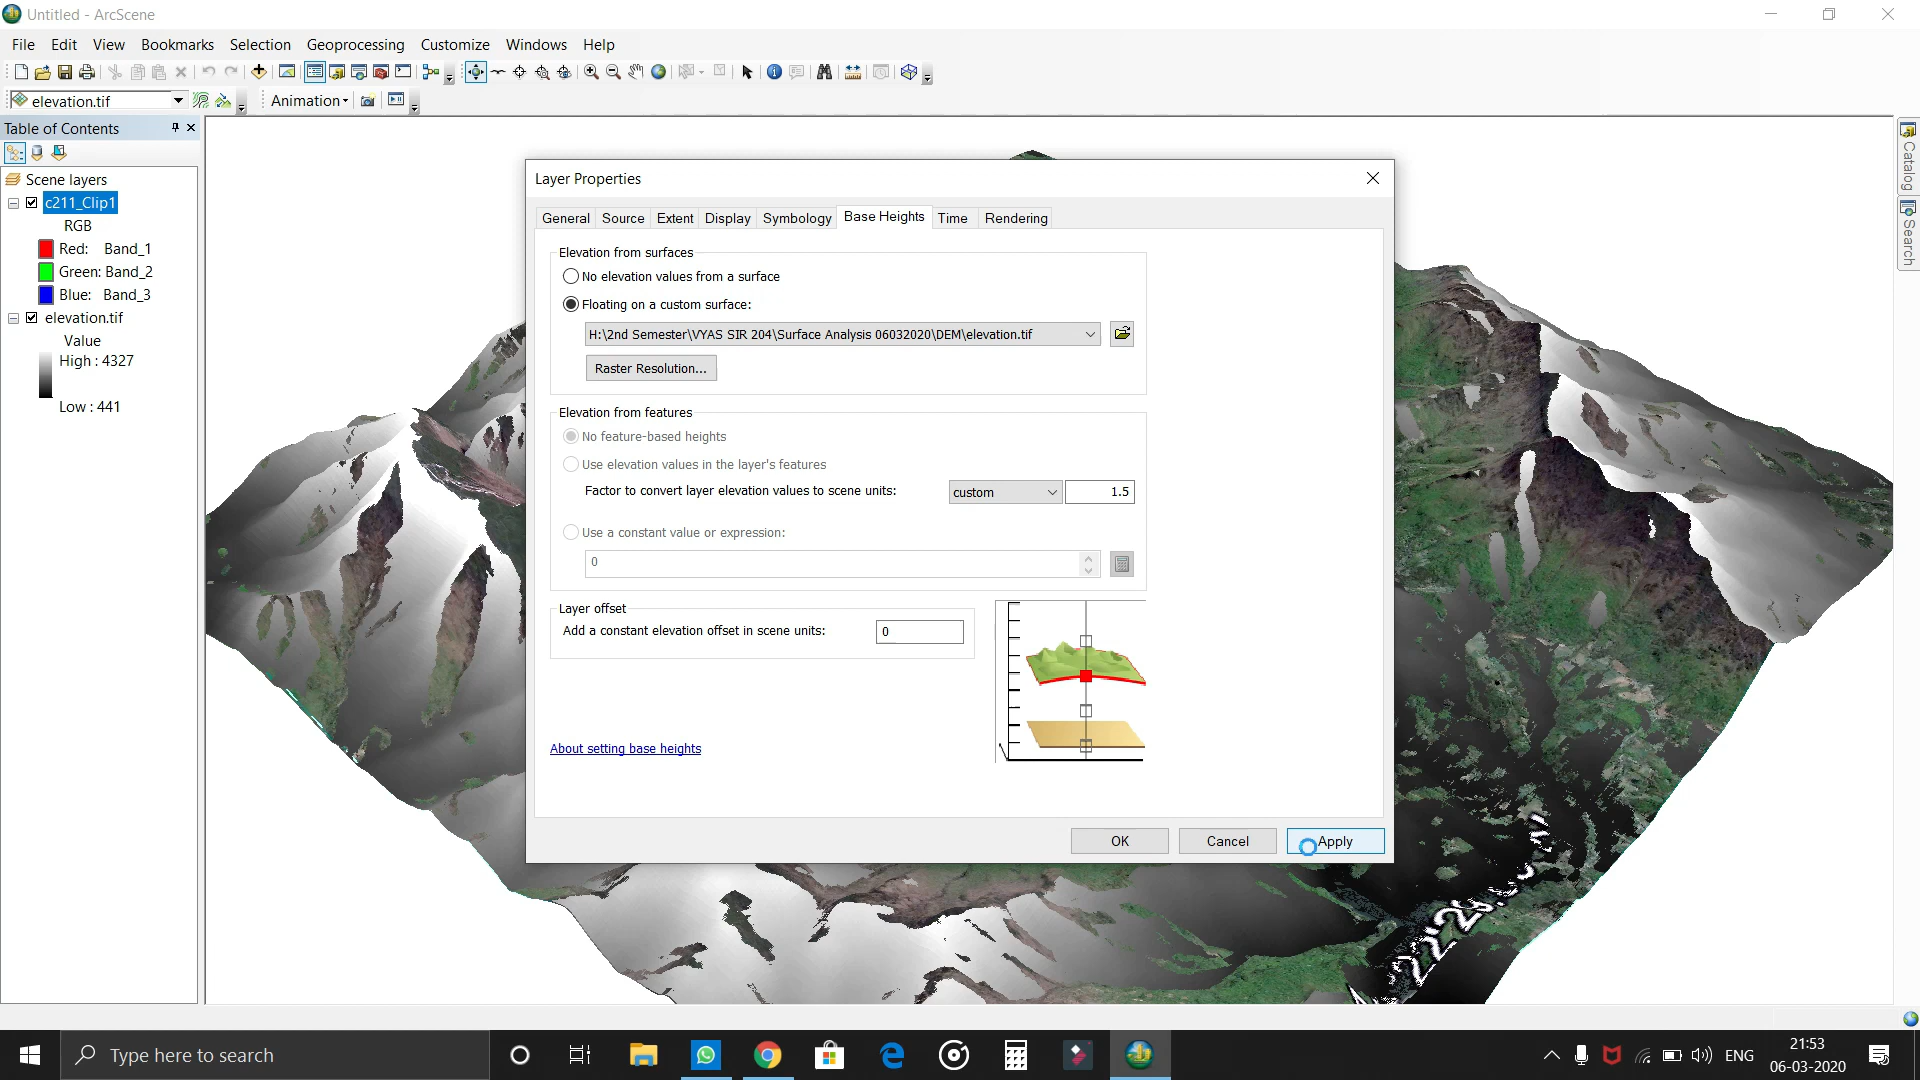 Untitled - ArcScene
File Edit View Bookmarks Selection Geoprocessing Customize Windows Help
elevation.tif Animation
Table of Contents
Scene layers
c211_Clip1
RGB
Red: Band_1
Green: Band_2
Blue: Band_3
elevation.tif
Value
High : 4327
Low : 441
Layer Properties
General Source Extent Display Symbology Base Heights Time Rendering
Elevation from surfaces
No elevation values from a surface
Floating on a custom surface:
H:\2nd Semester\VYAS SIR 204\Surface Analysis 06032020\DEM\elevation.tif
Raster Resolution...
Elevation from features
No feature-based heights
Use elevation values in the layer's features
Factor to convert layer elevation values to scene units: custom 1.5
Use a constant value or expression:
0
Layer offset
Add a constant elevation offset in scene units: 0
About setting base heights
OK Cancel Apply
Catalog
Search
Type here to search
ENG
21:53
06-03-2020